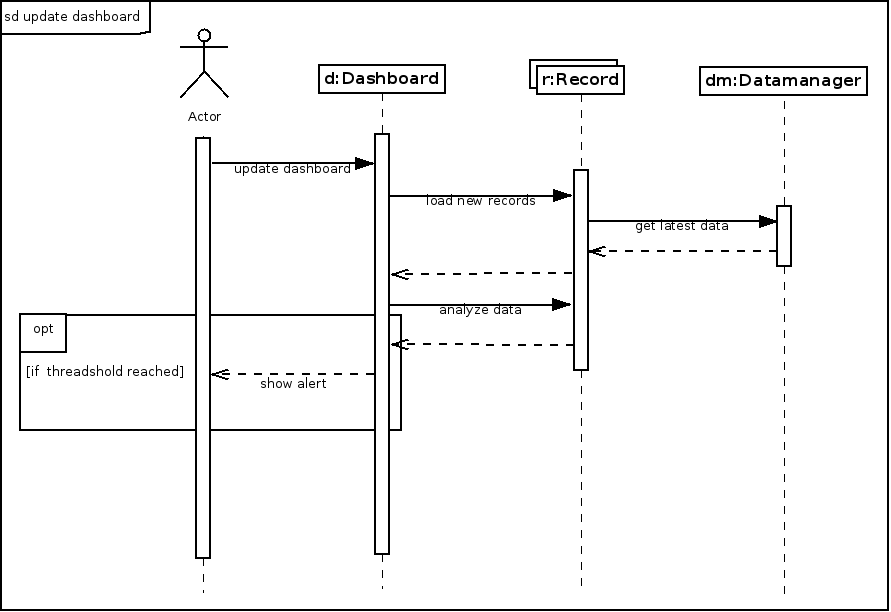 sd update dashboard
Actor
d:Dashboard
r:Record
dm:Datamanager
update dashboard
load new records
get latest data
analyze data
opt
[if  threadshold reached]
show alert